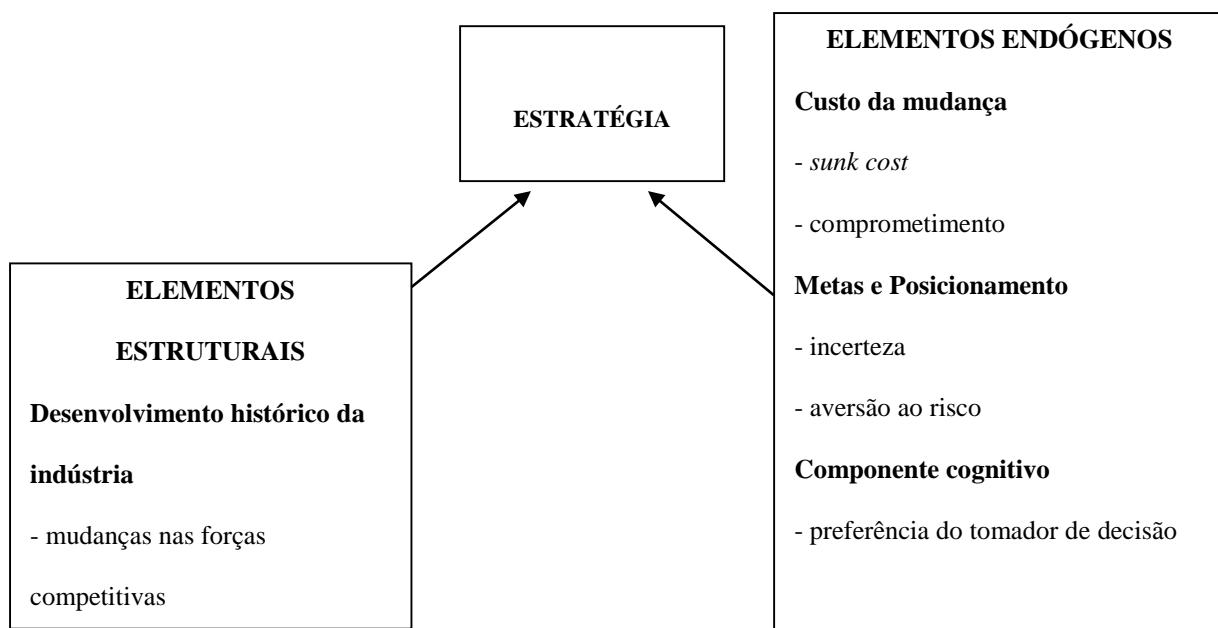 ESTRATÉGIA
ELEMENTOS
ESTRUTURAIS
Desenvolvimento histórico da
indústria
- mudanças nas forças
competitivas
ELEMENTOS ENDÓGENOS
Custo da mudança
- sunk cost
- comprometimento
Metas e Posicionamento
- incerteza
- aversão ao risco
Componente cognitivo
- preferência do tomador de decisão